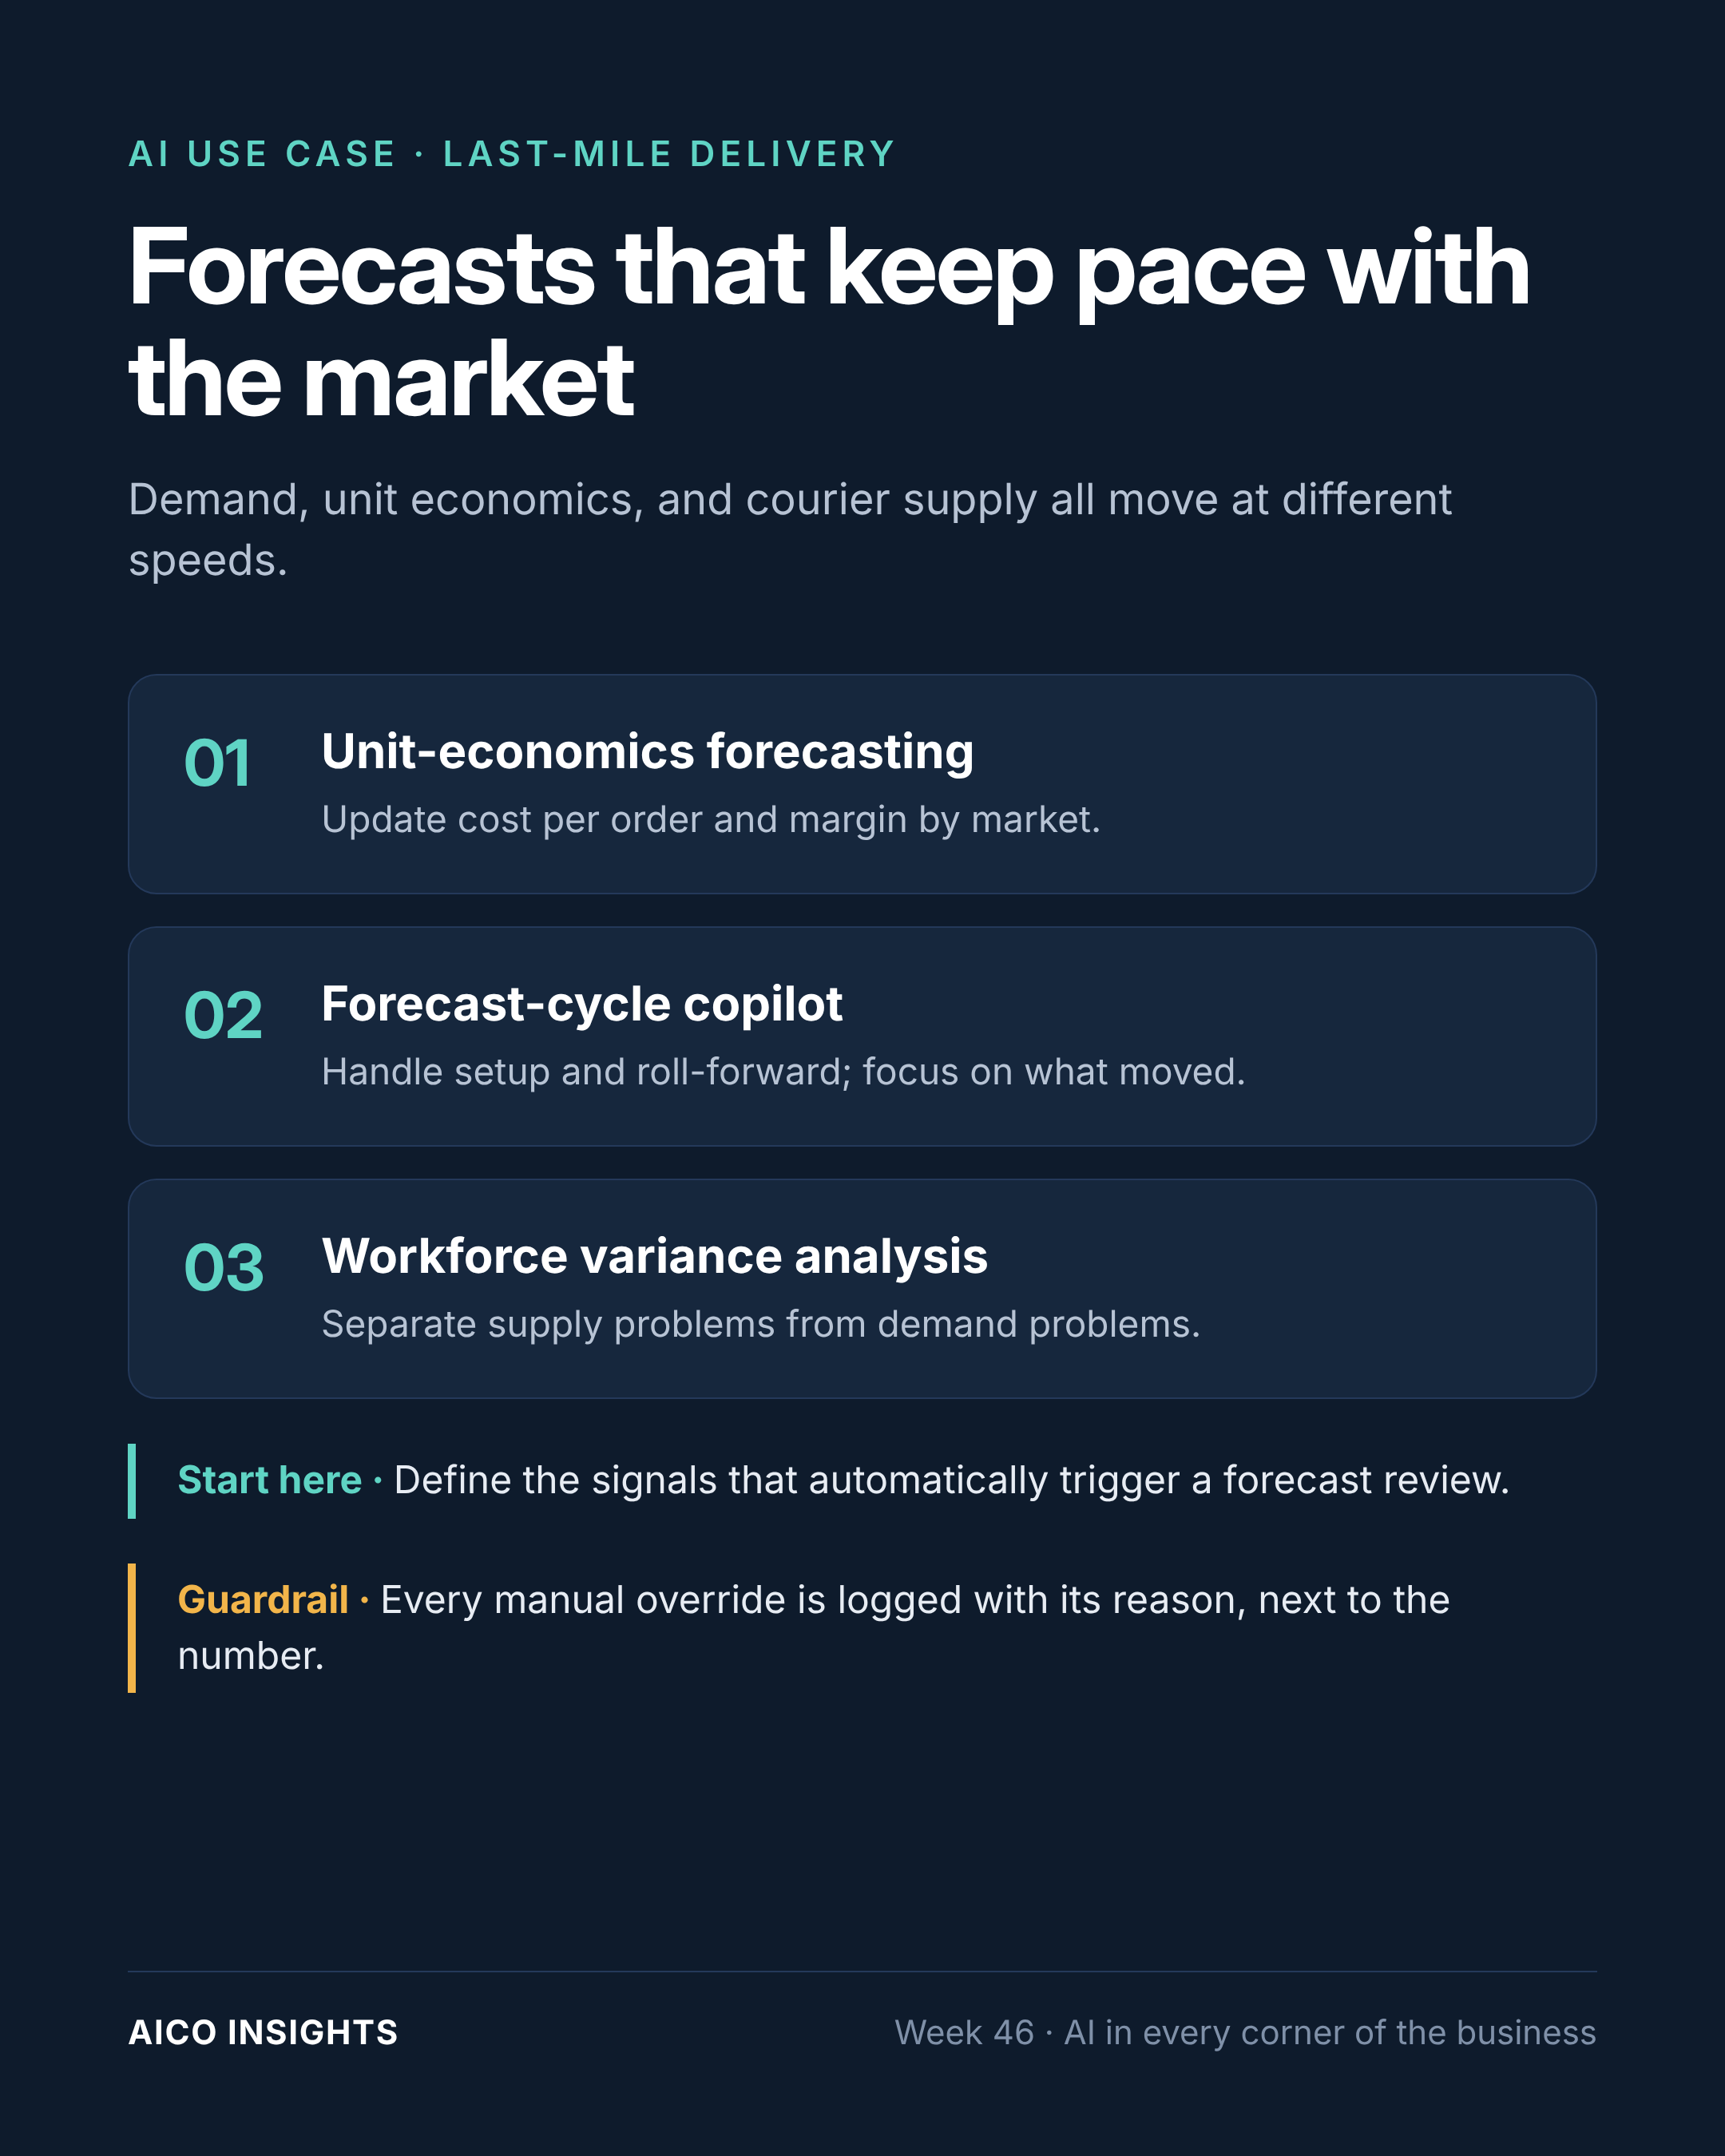 AI USE CASE · LAST-MILE DELIVERY
Forecasts that keep pace with
the market
Demand, unit economics, and courier supply all move at different
speeds.
01
Unit-economics forecasting
Update cost per order and margin by market.
02
Forecast-cycle copilot
Handle setup and roll-forward; focus on what moved.
03
Workforce variance analysis
Separate supply problems from demand problems.
Start here · Define the signals that automatically trigger a forecast review.
Guardrail · Every manual override is logged with its reason, next to the
number.
AICO INSIGHTS
Week 46 · AI in every corner of the business